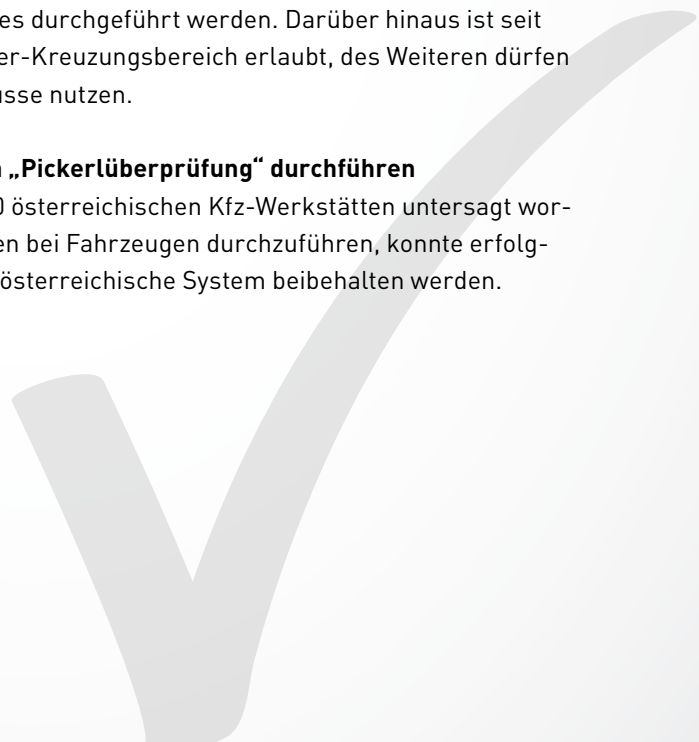 es durchgeführt werden. Darüber hinaus ist seit
er-Kreuzungsbereich erlaubt, des Weiteren dürfen
usse nutzen.
„Pickerlüberprüfung“ durchführen
österreichischen Kfz-Werkstätten untersagt wor-
en bei Fahrzeugen durchzuführen, konnte erfolg-
österreichische System beibehalten werden.